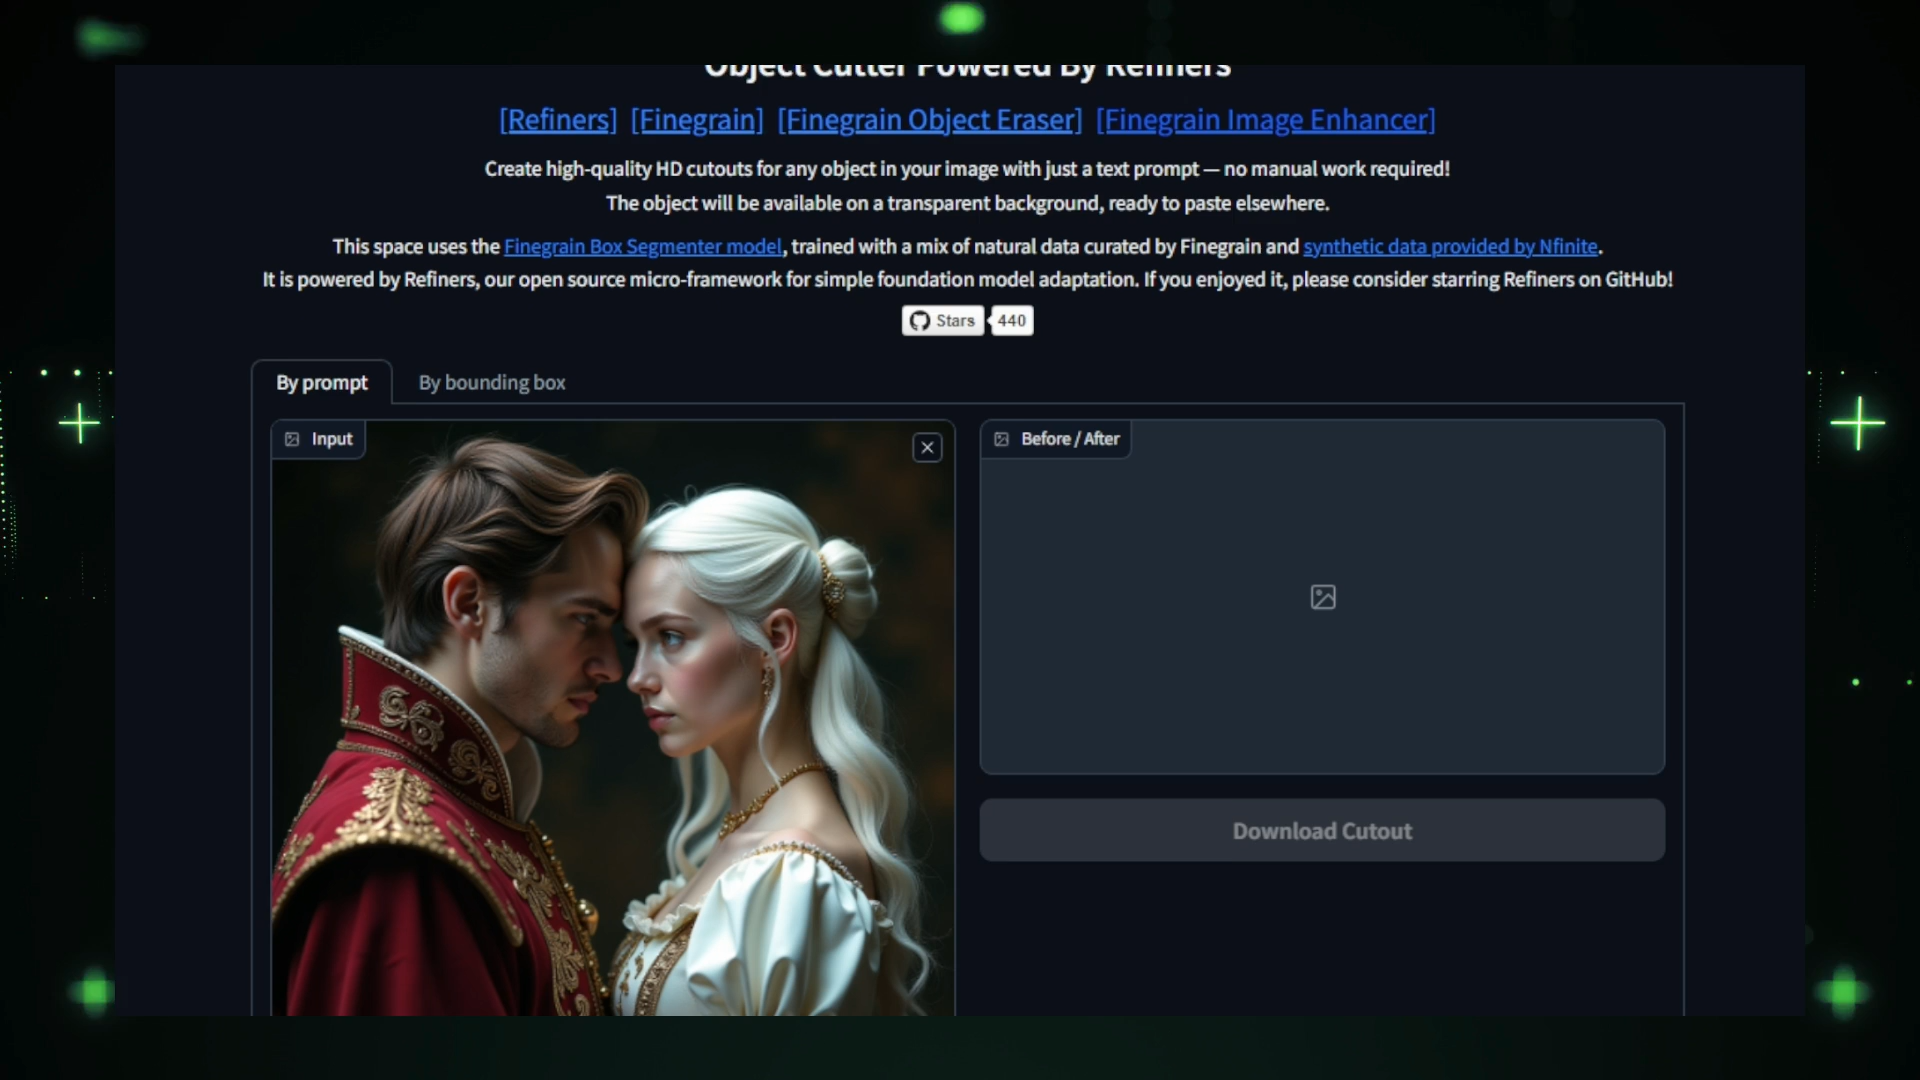 Object Cutter Powered By Refiners
[Refiners] [Finegrain] [Finegrain Object Eraser] [Finegrain Image Enhancer]
Create high-quality HD cutouts for any object in your image with just a text prompt — no manual work required!
The object will be available on a transparent background, ready to paste elsewhere.
This space uses the Finegrain Box Segmenter model, trained with a mix of natural data curated by Finegrain and synthetic data provided by Nfinite.
It is powered by Refiners, our open source micro-framework for simple foundation model adaptation. If you enjoyed it, please consider starring Refiners on GitHub!
Stars 440
By prompt By bounding box
Input
Before / After
Download Cutout